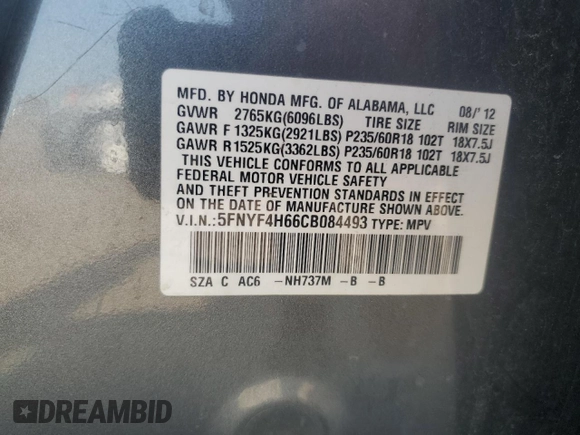 MFD. BY HONDA MFG. OF ALABAMA, LLC 08/'12
GVWR 2765KG(6096LBS) TIRE SIZE RIM SIZE
GAWR F 1325KG(2921LBS) P235/60R18 102T 18X7.5J
GAWR R 1525KG(3362LBS) P235/60R18 102T 18X7.5J
THIS VEHICLE CONFORMS TO ALL APPLICABLE
FEDERAL MOTOR VEHICLE SAFETY
AND THEFT PREVENTION STANDARDS IN EFFECT
ON THE DATE OF MANUFACTURE SHOWN ABOVE.
V.I.N.:5FNYF4H66CB084493 TYPE: MPV
SZA C AC6 -NH737M -B -B
DREAMBID